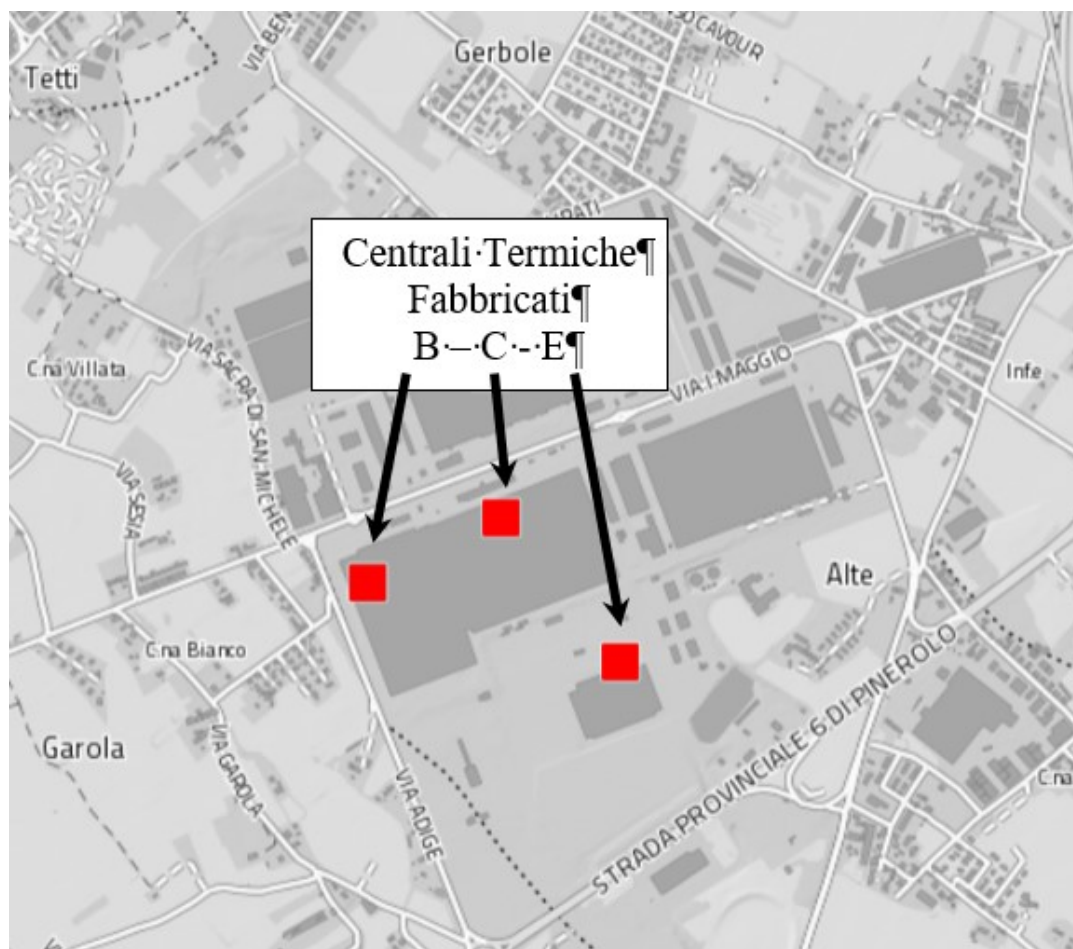 CAVOUR
Gerbole
VIA BEN
Tetti
RATI
Centrali·Termiche¶
Fabbricati¶
B·–·C·-·E¶
C.na Villata
VIA SACRA DI SAN MICHELE
VIA I MAGGIO
Infe
VIA SESIA
Alte
C.na Bianco
Garola
VIA GAROLA
VIA ADIGE
STRADA PROVINCIALE 6 DI PINEROLO
C.na